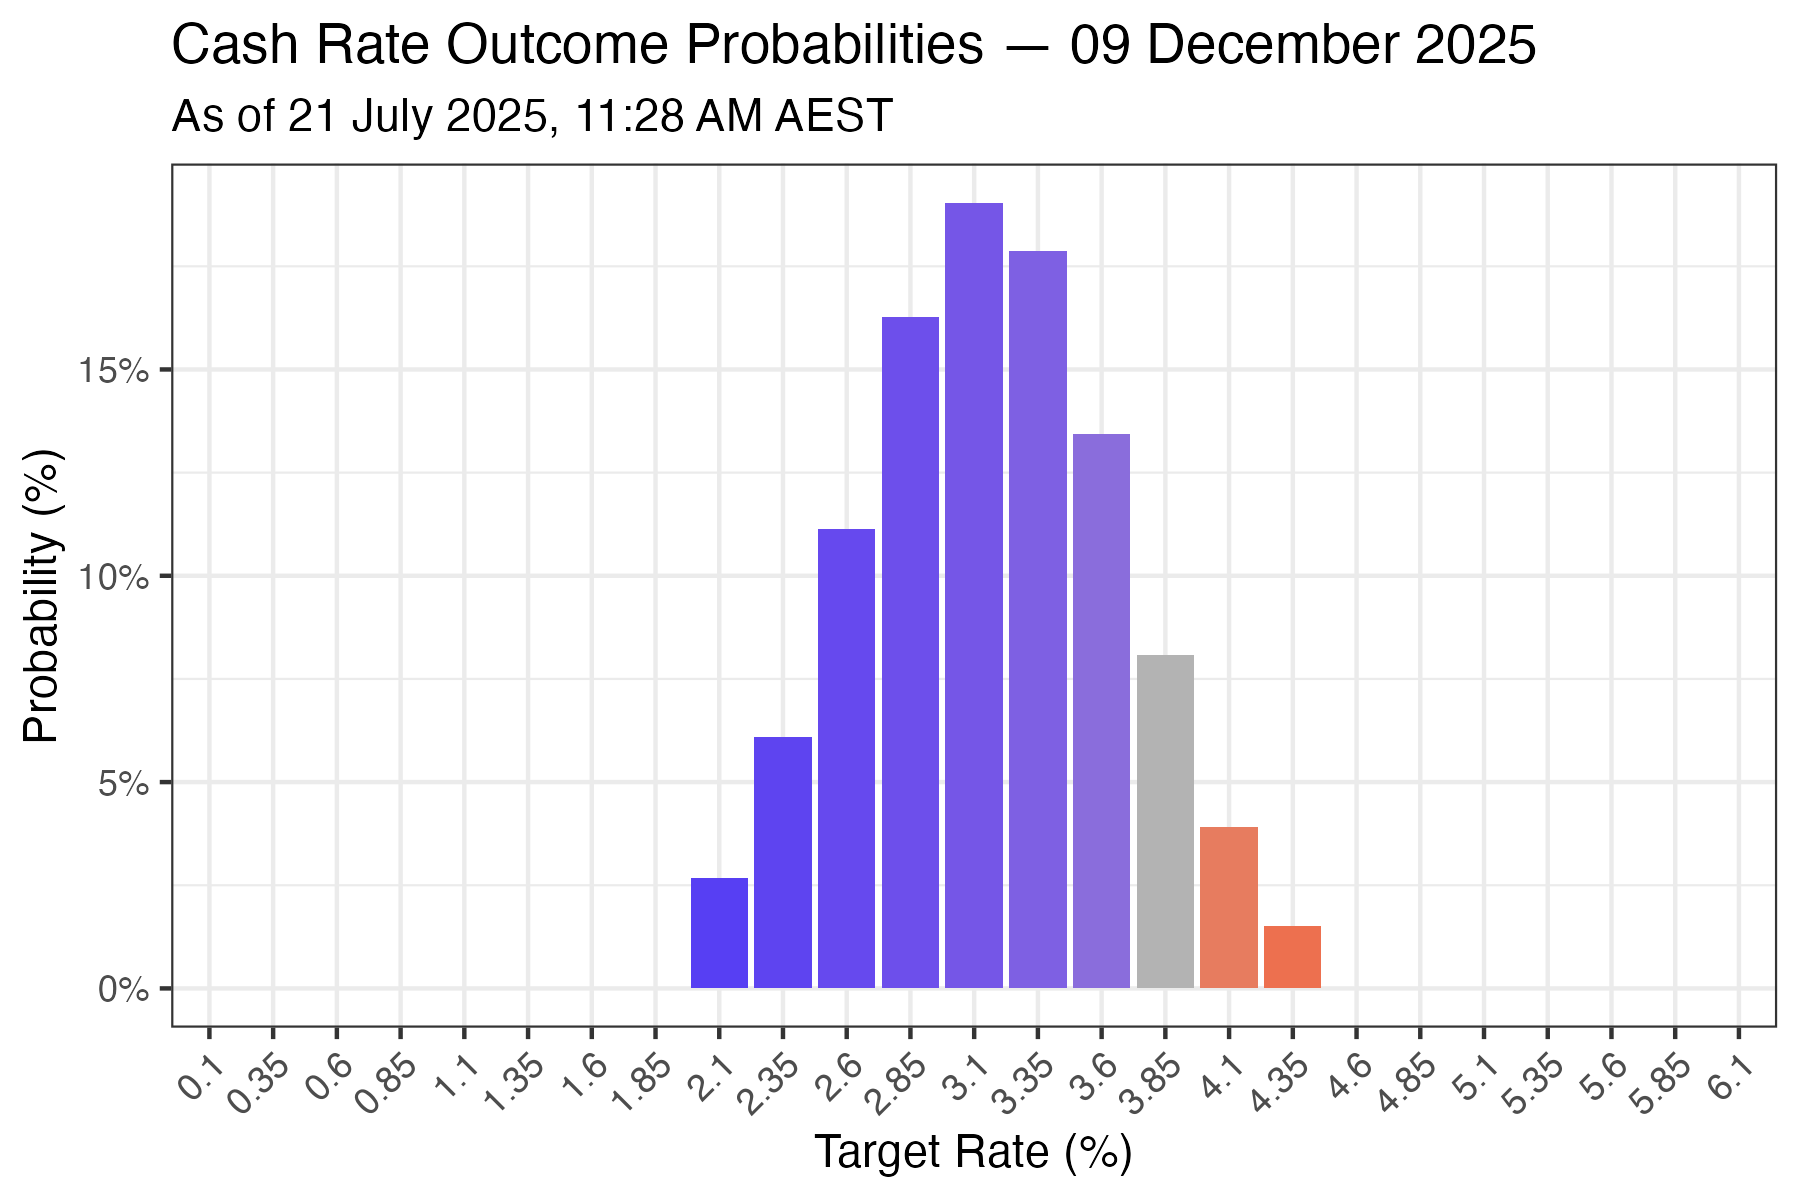 Cash Rate Outcome Probabilities — 09 December 2025
As of 21 July 2025, 11:28 AM AEST
Probability (%)
15%
10%
5%
0%
0.1 0.35 0.6 0.85 1.1 1.35 1.6 1.85 2.1 2.35 2.6 2.85 3.1 3.35 3.6 3.85 4.1 4.35 4.6 4.85 5.1 5.35 5.6 5.85 6.1
Target Rate (%)